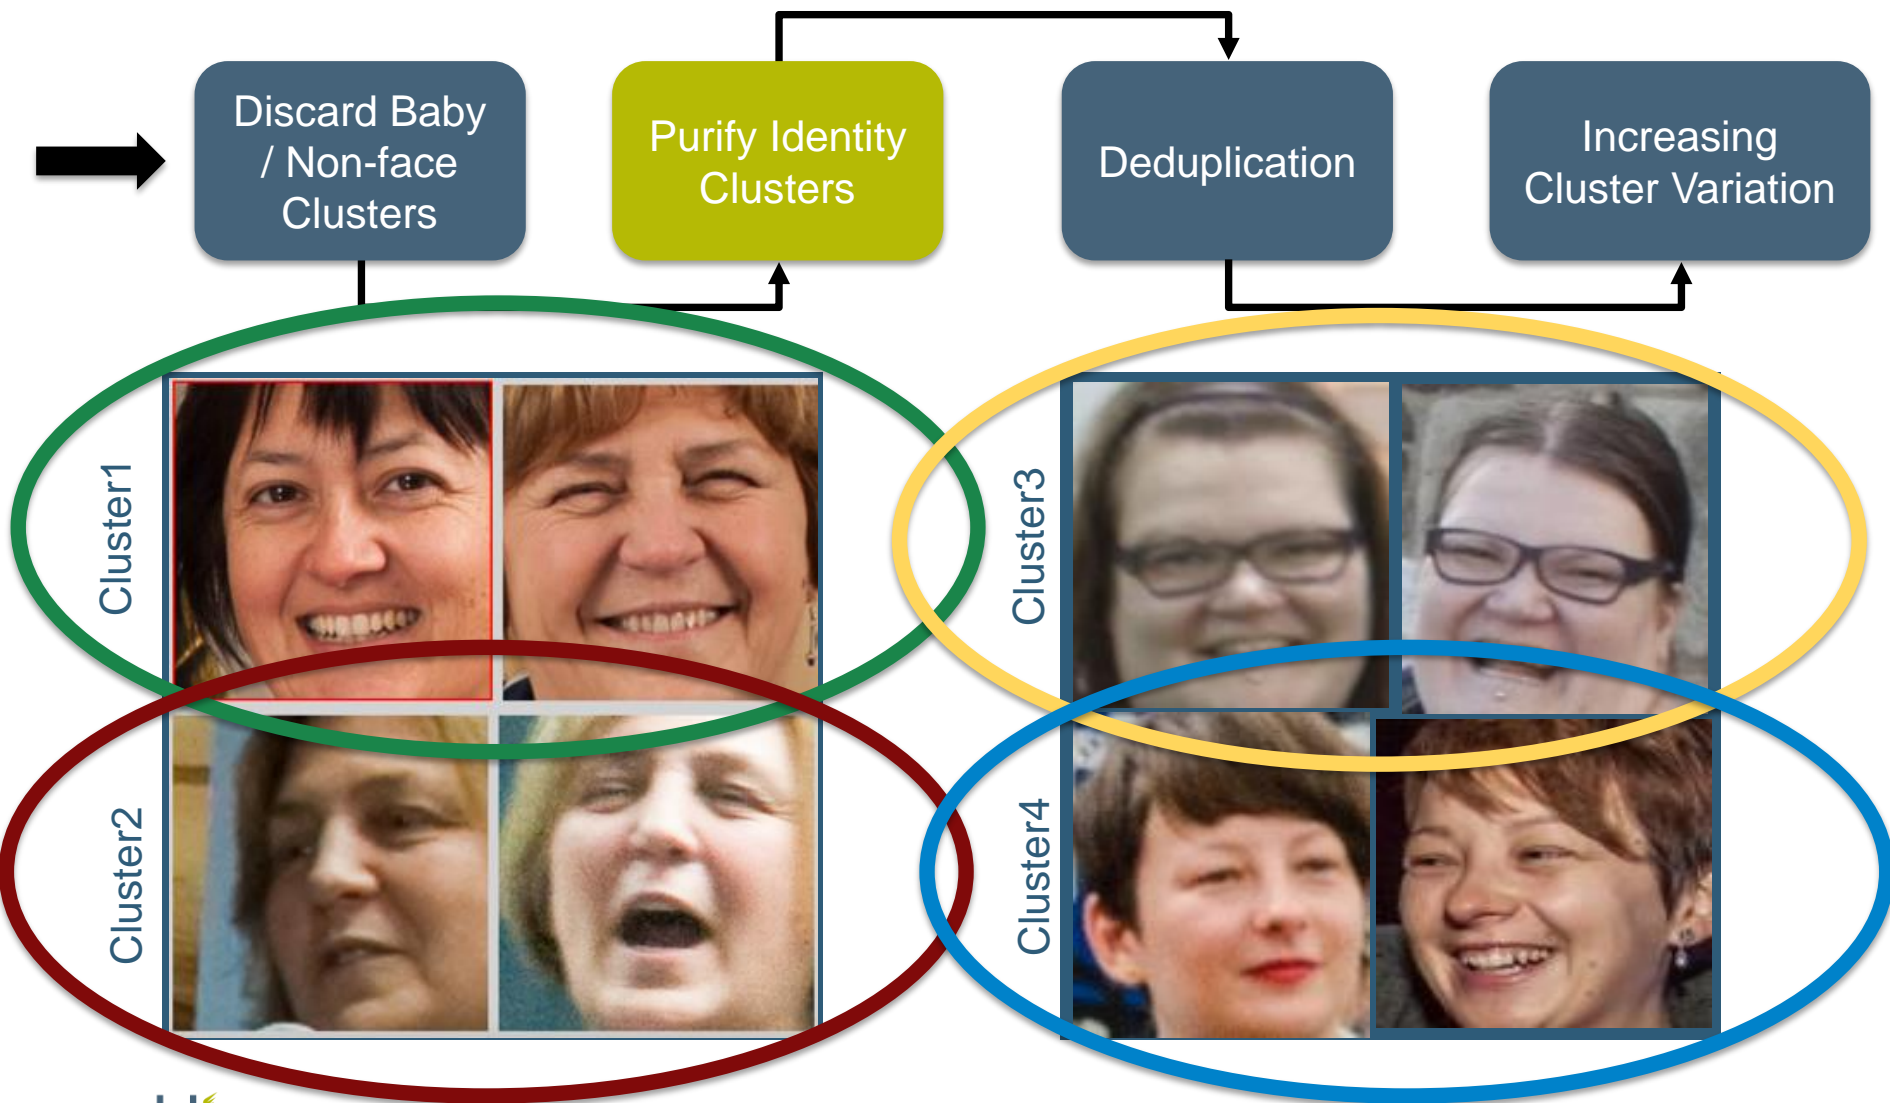 Discard Baby
/ Non-face
Clusters
Purify Identity
Clusters
Deduplication
Increasing
Cluster Variation
Cluster1
Cluster3
Cluster2
Cluster4